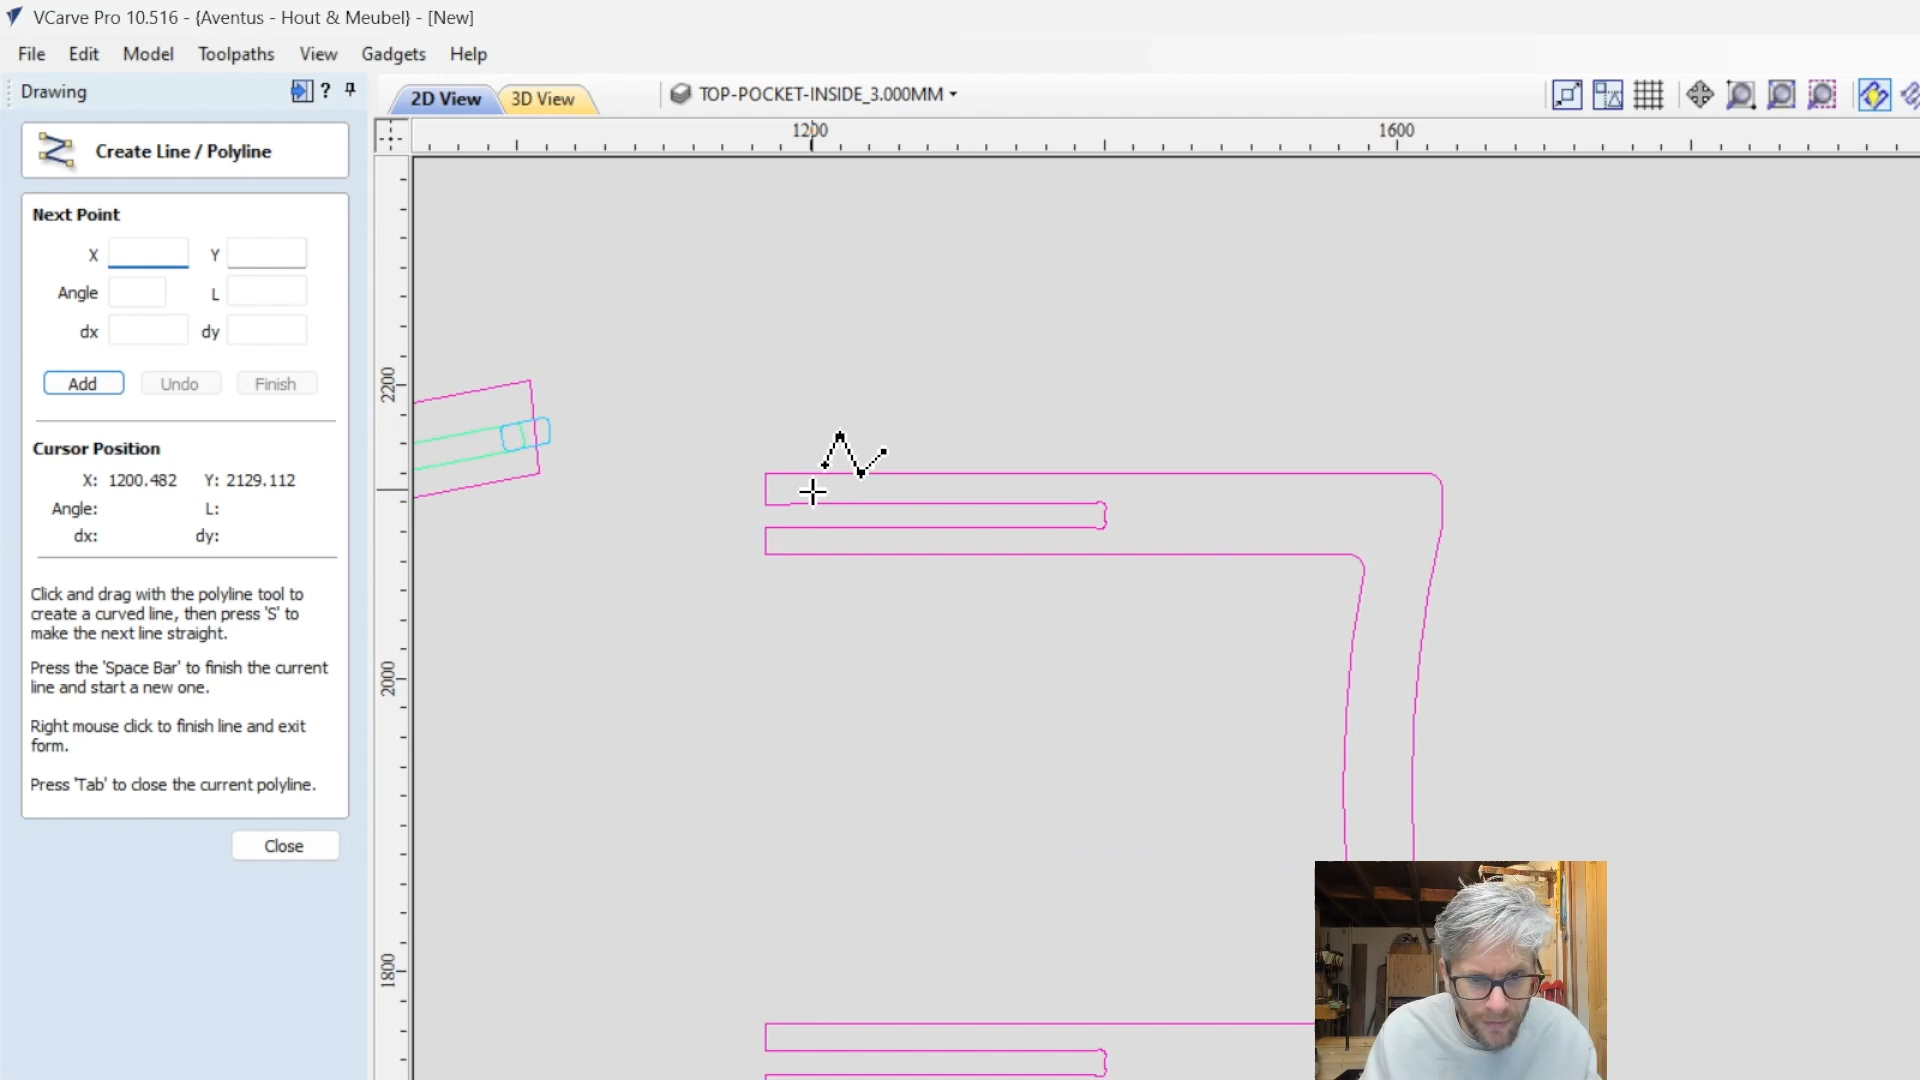 VCarve Pro 10.516 - {Aventus - Hout & Meubel} - [New]
File Edit Model Toolpaths View Gadgets Help
Drawing ?
2D View 3D View TOP-POCKET-INSIDE_3.000MM
1200 1600
Create Line / Polyline
Next Point
X Y
Angle L
dx dy
Add Undo Finish
2200
Cursor Position
X: 1200.482 Y: 2129.112
Angle: L:
dx: dy:
Click and drag with the polyline tool to
create a curved line, then press 'S' to
make the next line straight.
2000
Press the 'Space Bar' to finish the current
line and start a new one.
Right mouse click to finish line and exit
form.
Press 'Tab' to close the current polyline.
Close
1800